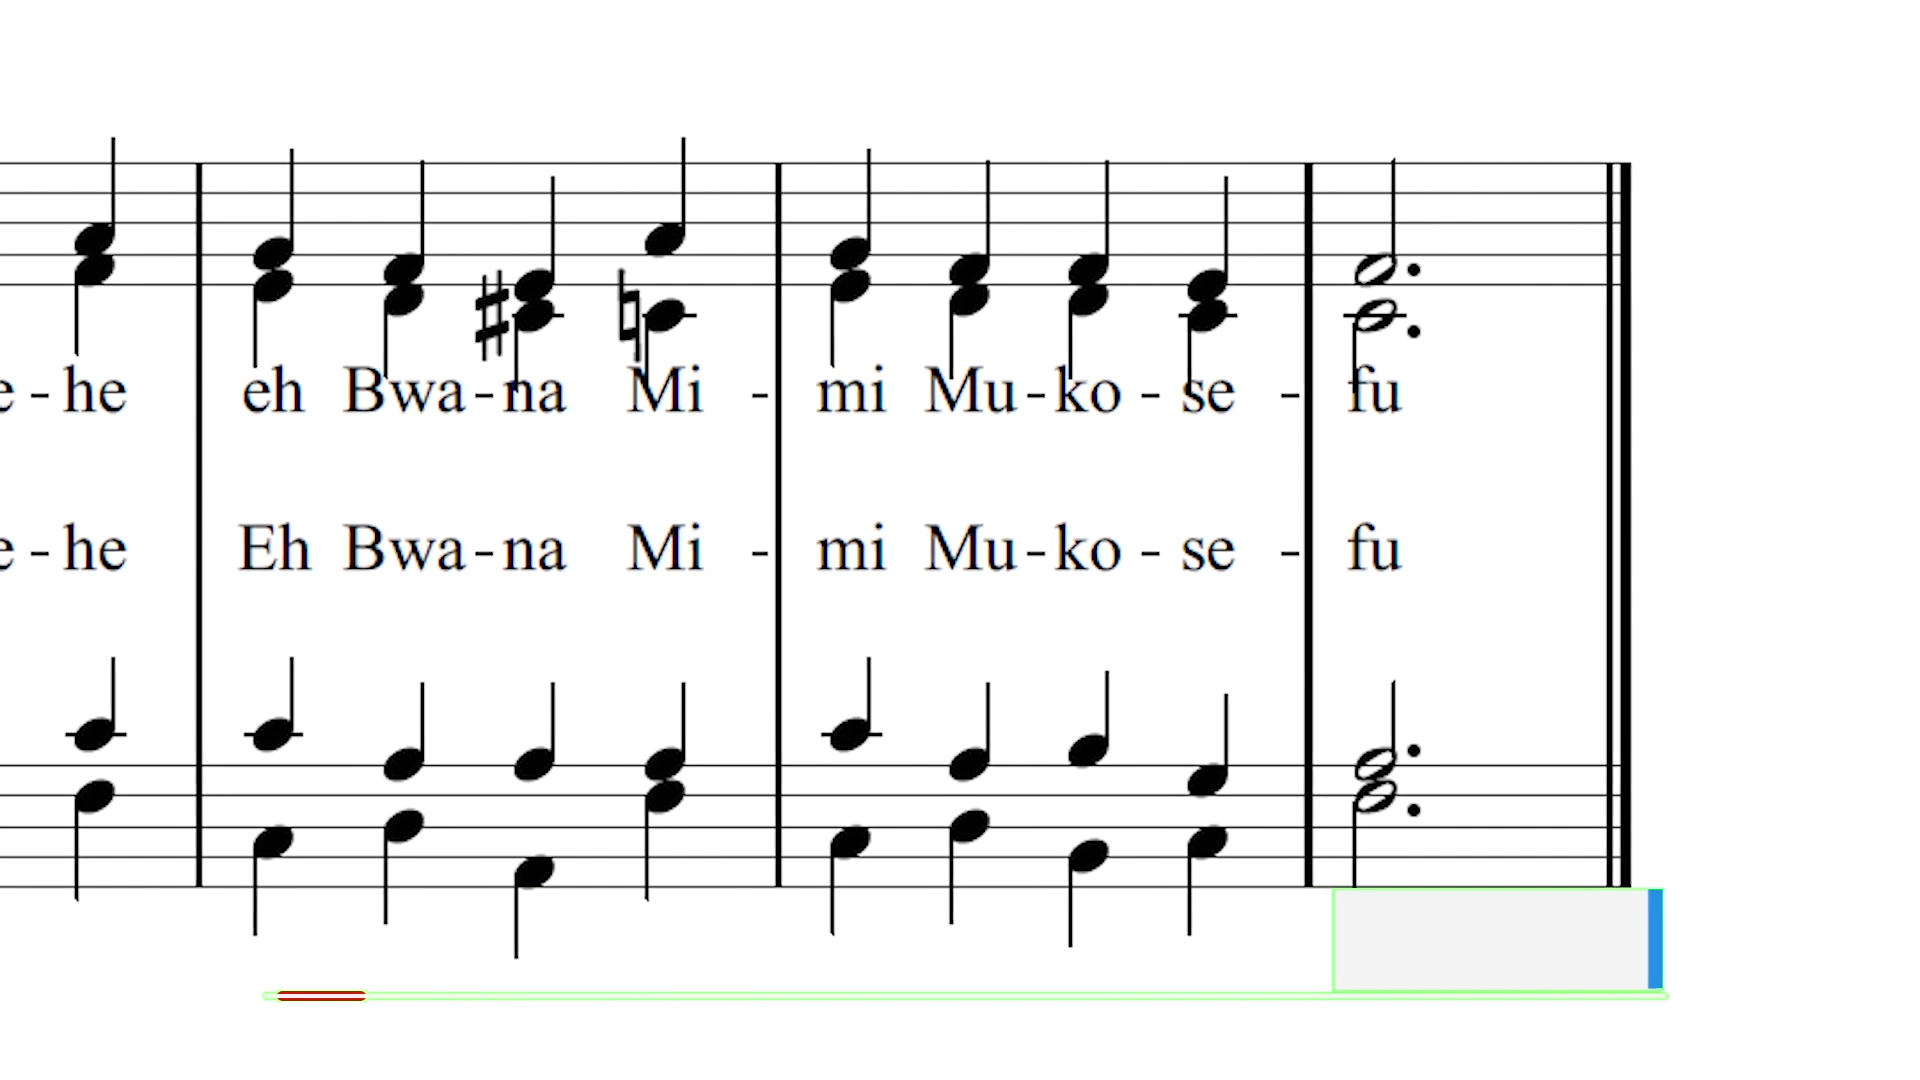 e - he eh Bwa - na Mi - mi Mu - ko - se - fu
e - he Eh Bwa - na Mi - mi Mu - ko - se - fu